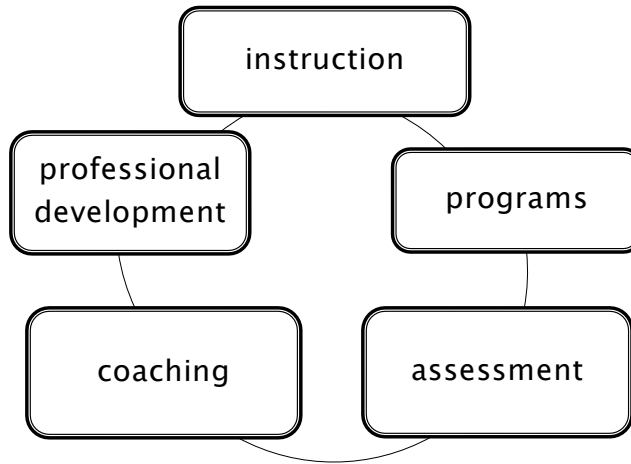 instruction
professional
development
programs
coaching
assessment